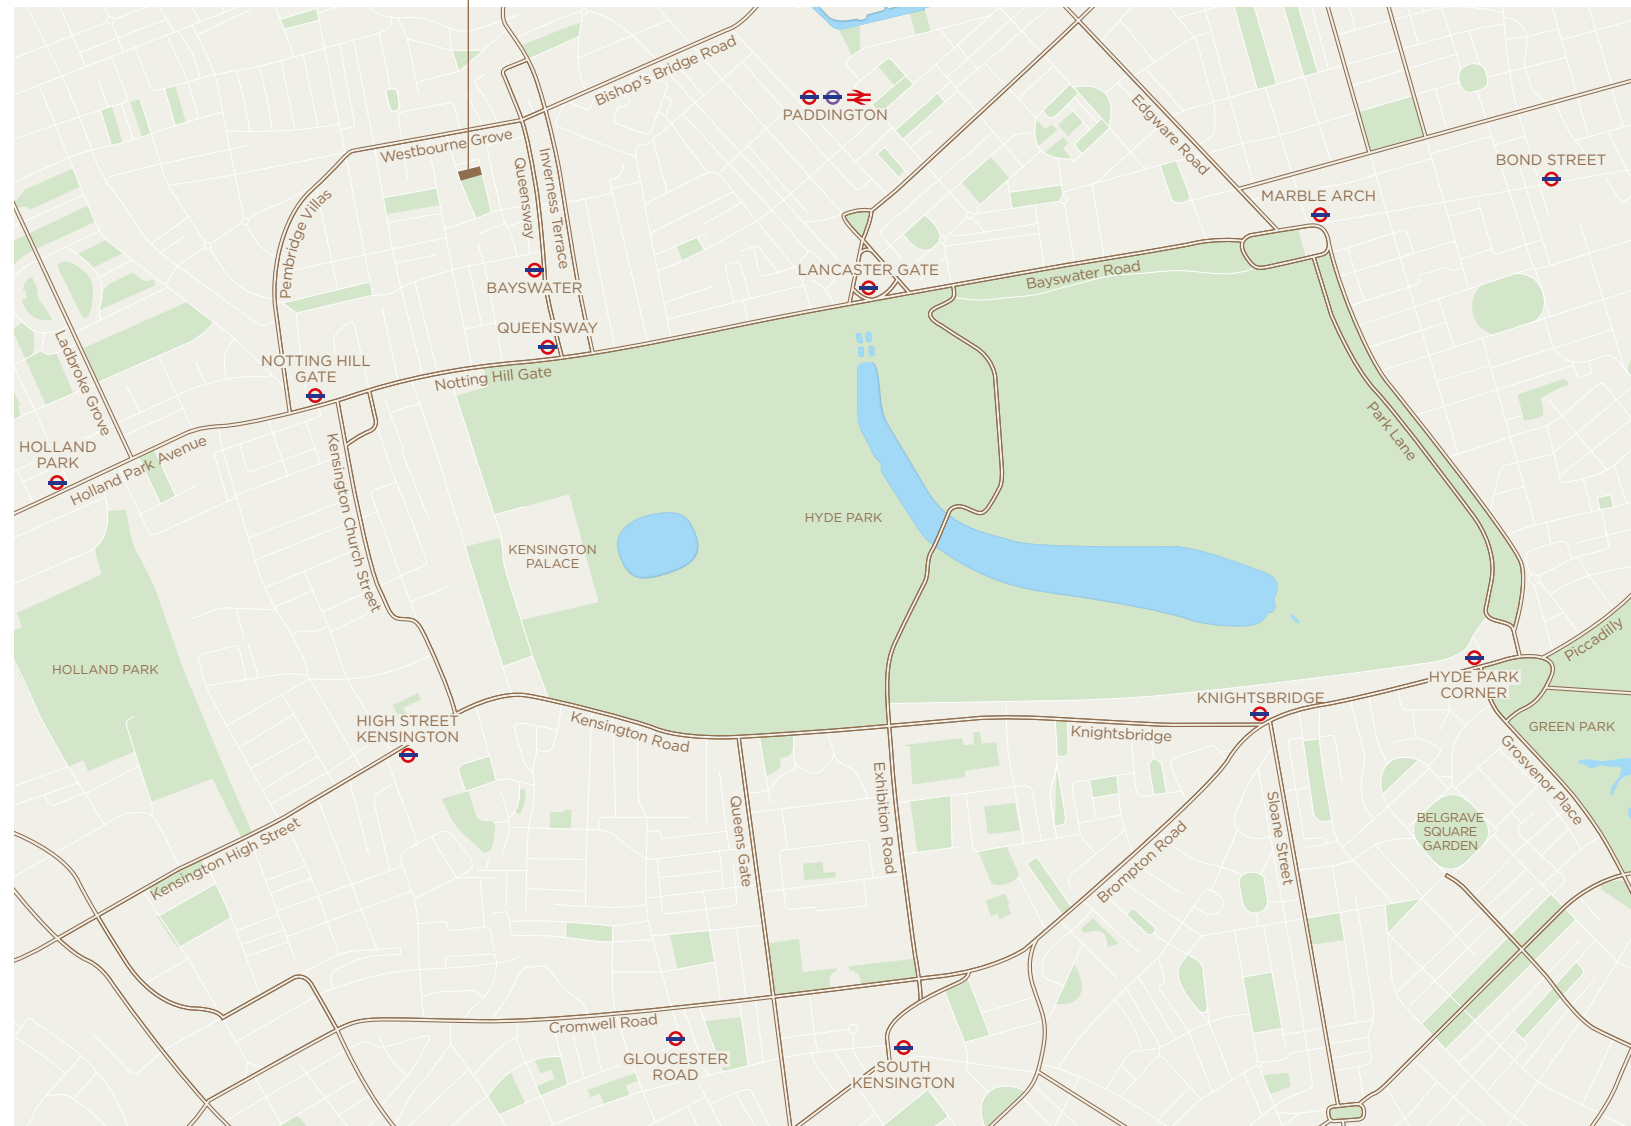 Bishop's Bridge Road
PADDINGTON
Edgware Road
Westbourne Grove
BOND STREET
Queensway
Inverness Terrace
MARBLE ARCH
Pembridge Villas
LANCASTER GATE
Bayswater Road
BAYSWATER
QUEENSWAY
Ladbroke Grove
NOTTING HILL
GATE
Notting Hill Gate
Park Lane
HOLLAND
PARK
Holland Park Avenue
Kensington Church Street
HYDE PARK
KENSINGTON
PALACE
Piccadilly
HOLLAND PARK
HYDE PARK
CORNER
KNIGHTSBRIDGE
HIGH STREET
KENSINGTON
Kensington Road
Knightsbridge
GREEN PARK
Grosvenor Place
Exhibition Road
Queens Gate
Sloane Street
BELGRAVE
SQUARE
GARDEN
Kensington High Street
Brompton Road
Cromwell Road
GLOUCESTER
ROAD
SOUTH
KENSINGTON